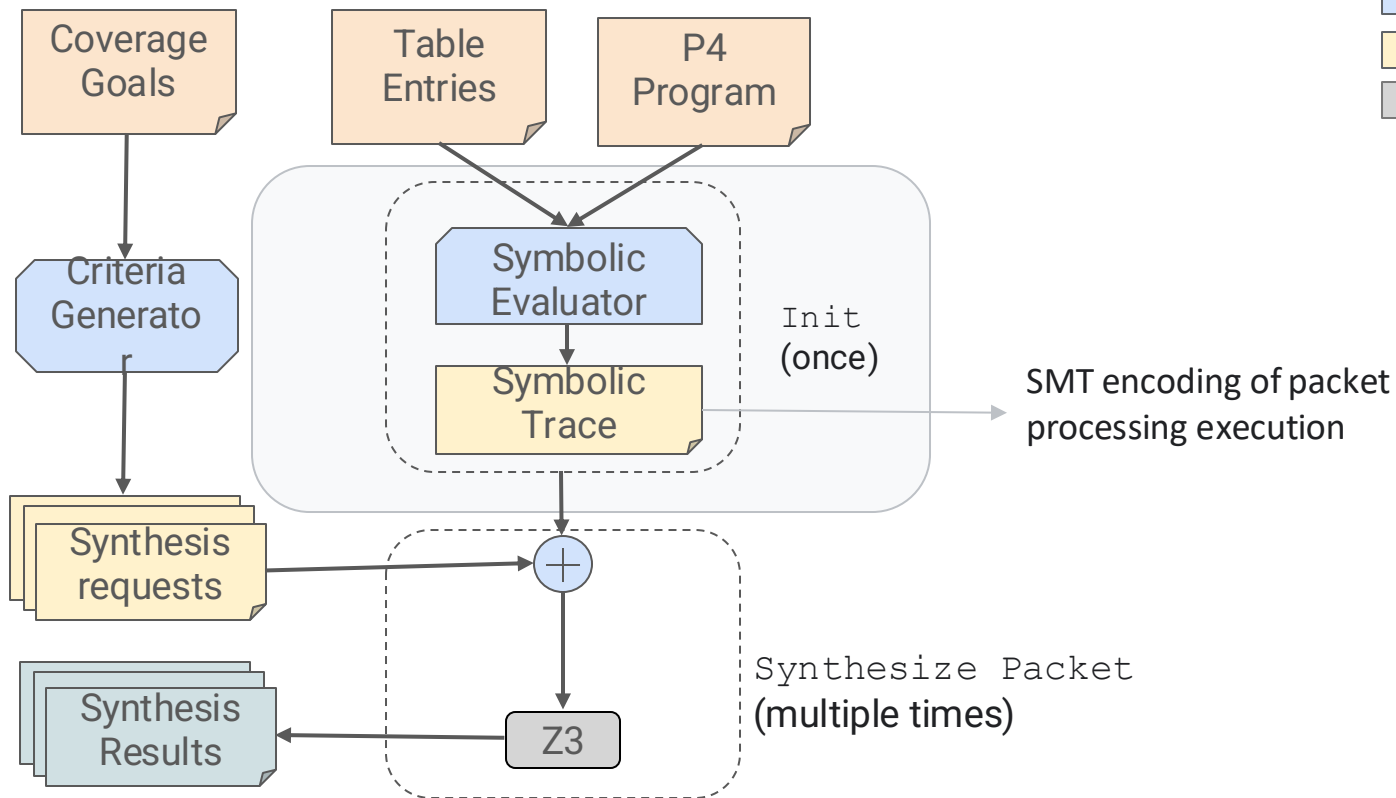 Coverage
Goals
Table
Entries
P4
Program
Criteria
Generato
r
Symbolic
Evaluator
Init
(once)
Symbolic
Trace
SMT encoding of packet
processing execution
Synthesis
requests
Synthesize Packet
(multiple times)
Synthesis
Results
Z3